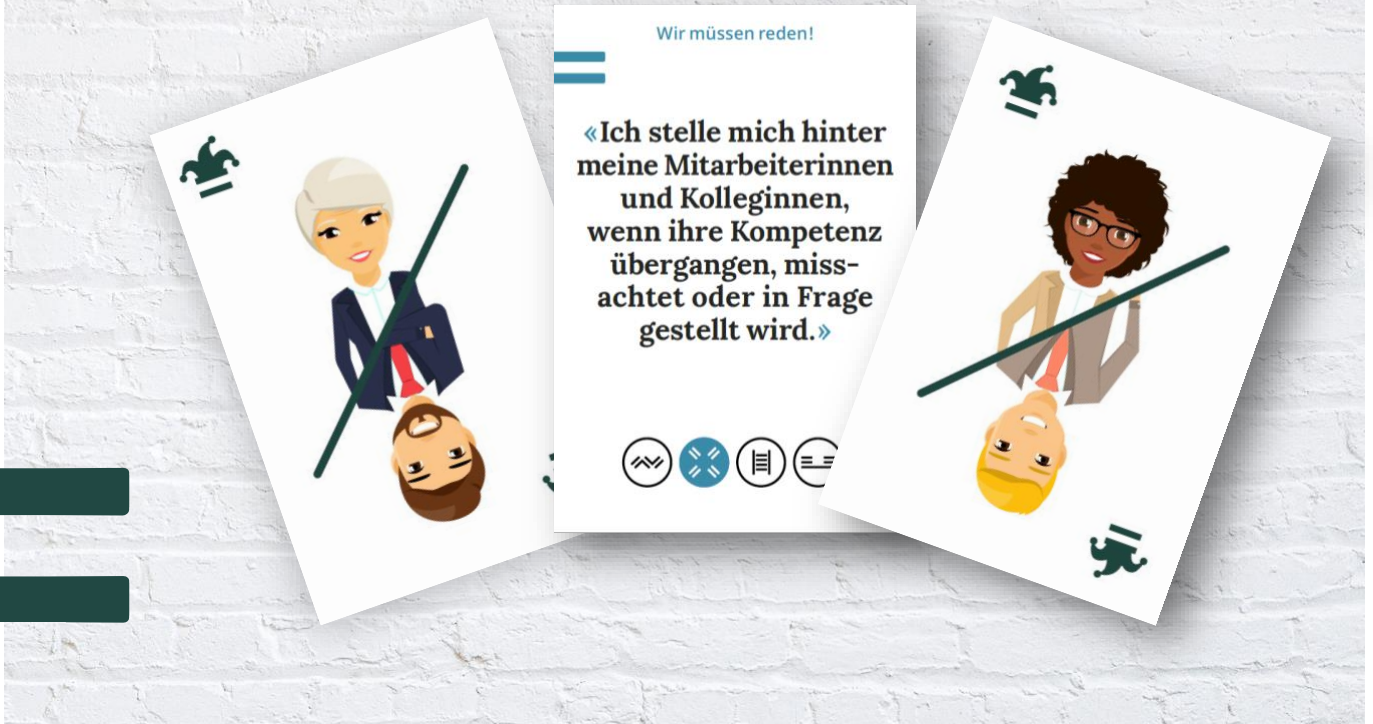 Wir müssen reden!
«Ich stelle mich hinter
meine Mitarbeiterinnen
und Kolleginnen,
wenn ihre Kompetenz
übergangen, miss-
achtet oder in Frage
gestellt wird.»